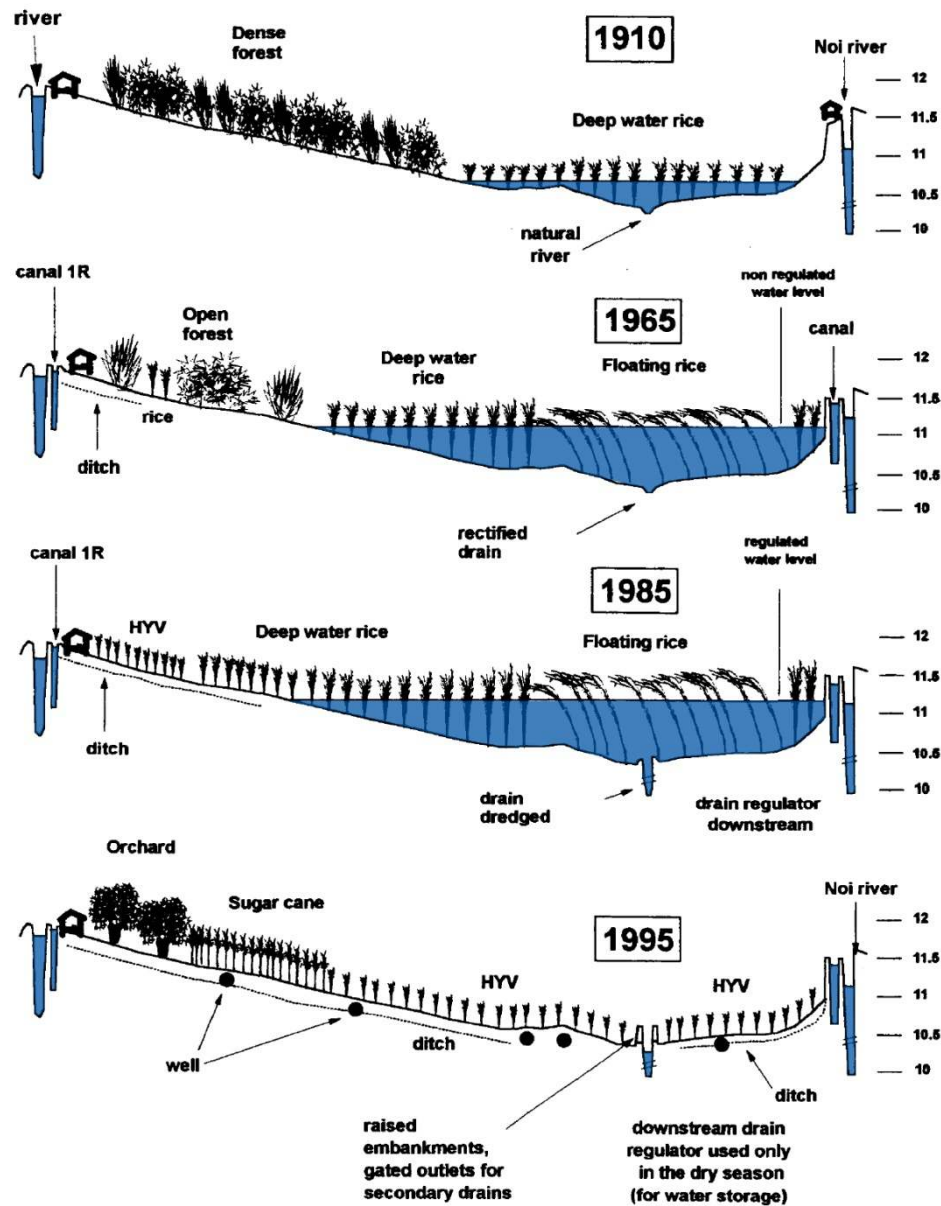 river
Dense
forest
1910
Noi river
12
11.5
11
10.5
10
Deep water rice
natural
river
canal 1R
Open
forest
1965
non regulated
water level
canal
Deep water
rice
Floating rice
12
11.5
11
10.5
10
rice
ditch
rectified
drain
canal 1R
1985
regulated
water level
HYV
Deep water rice
Floating rice
12
11.5
11
10.5
10
ditch
drain
dredged
drain regulator
downstream
Orchard
Sugar cane
1995
Noi river
12
11.5
11
10.5
10
HYV
HYV
well
ditch
ditch
raised
embankments,
gated outlets for
secondary drains
downstream drain
regulator used only
in the dry season
(for water storage)